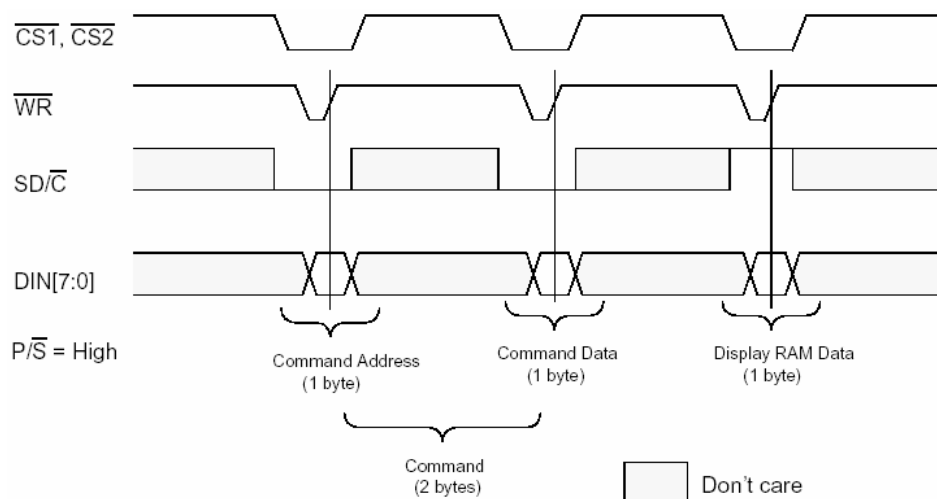 CS1, CS2
WR
SD/C
DIN[7:0]
P/S = High
Command Address
(1 byte)
Command Data
(1 byte)
Display RAM Data
(1 byte)
Command
(2 bytes)
Don't care